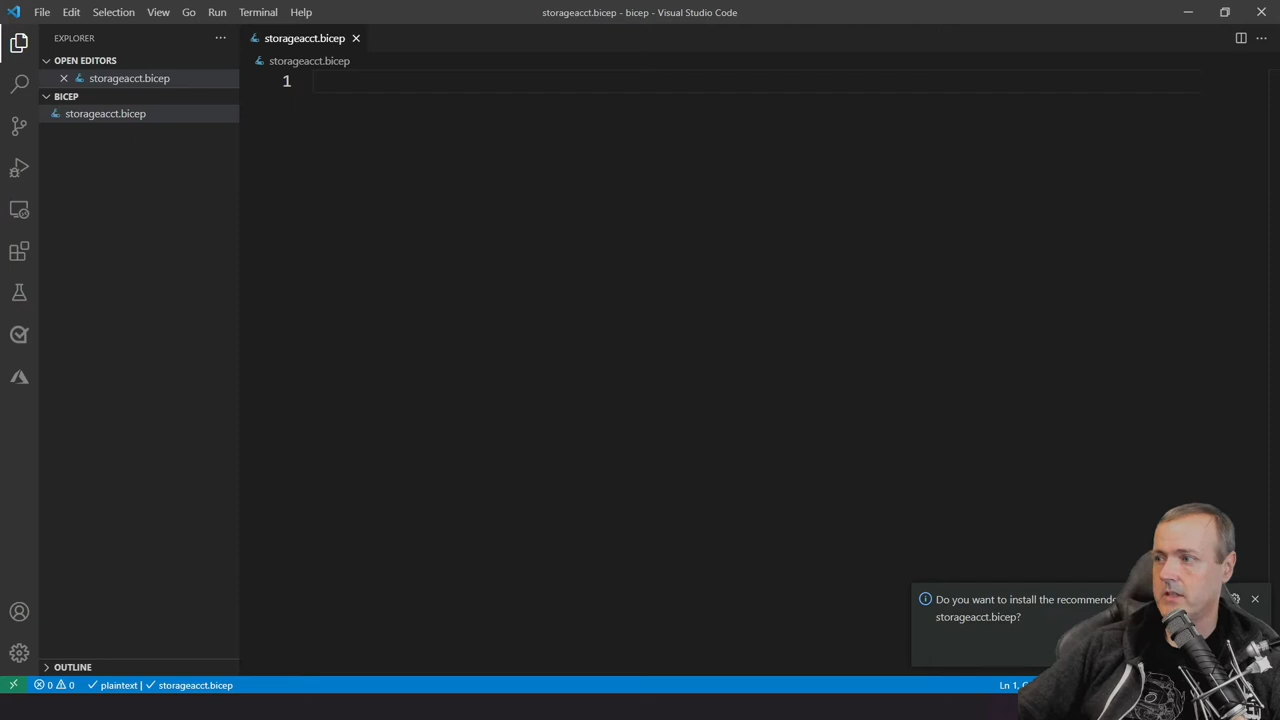 File Edit Selection View Go Run Terminal Help
storageacct.bicep - bicep - Visual Studio Code
EXPLORER
OPEN EDITORS
storageacct.bicep
BICEP
storageacct.bicep
OUTLINE
storageacct.bicep
storageacct.bicep
1
Do you want to install the
storageacct.bicep?
0 0 plaintext | storageacct.bicep
Ln 1,